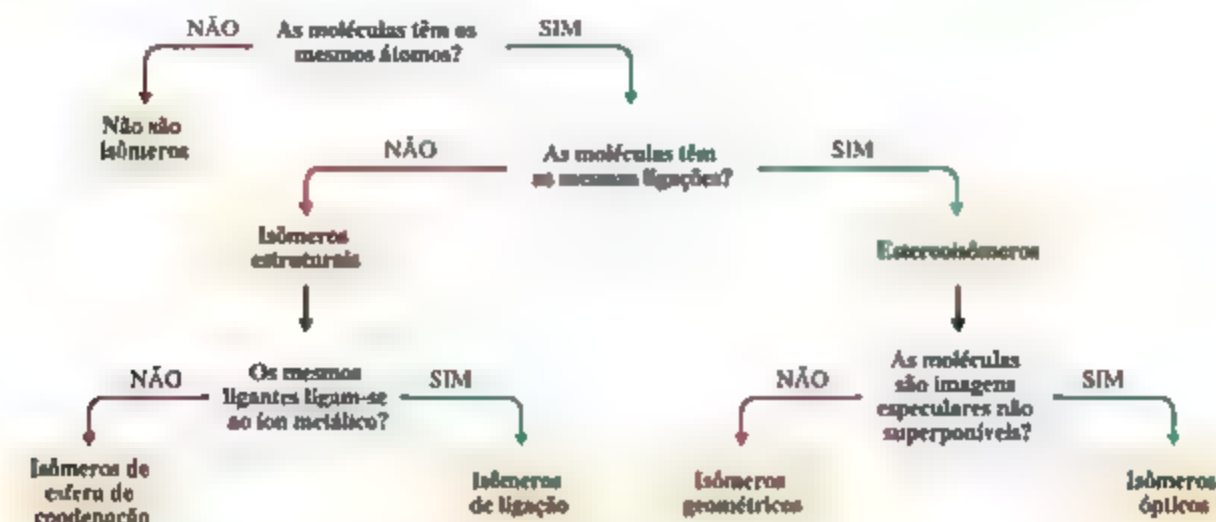 NÃO
As moléculas têm os
mesmos átomos?
SIM
Não são
isômeros
NÃO
As moléculas têm
as mesmas ligações?
SIM
Isômeros
estruturais
Estereoisômeros
NÃO
Os mesmos
ligantes ligam-se
ao íon metálico?
SIM
NÃO
As moléculas
são imagens
especulares não
superponíveis?
SIM
Isômeros de
esfera de
coordenação
Isômeros
de ligação
Isômeros
geométricos
Isômeros
ópticos